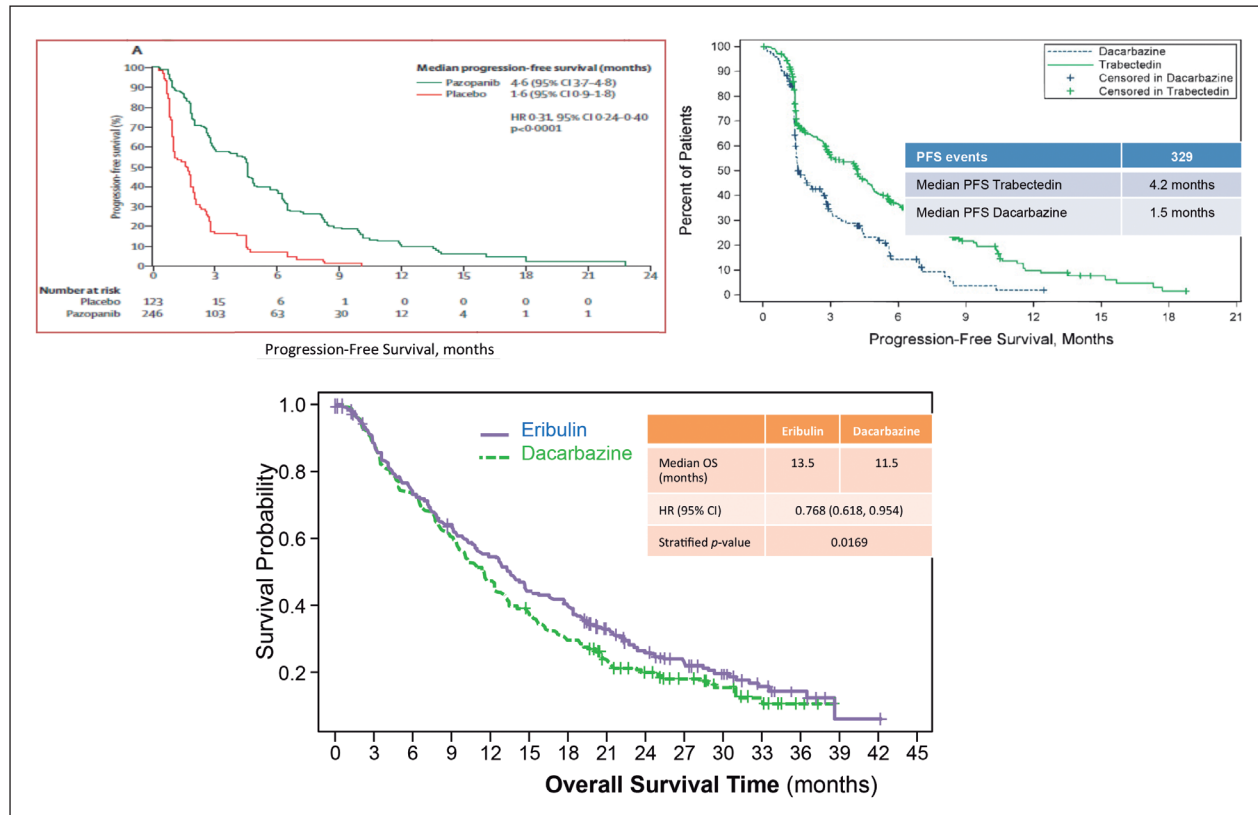 A
Median progression-free survival (months)
Pazopanib 4·6 (95% CI 3·7–4·8)
Placebo 1·6 (95% CI 0·9–1·8)
HR 0·31, 95% CI 0·24–0·40
p<0·0001
Progression-free survival (%)
100
90
80
70
60
50
40
30
20
10
0
0 3 6 9 12 15 18 21 24
Number at risk
Placebo 123 15 6 1 0 0 0 0
Pazopanib 246 103 63 30 12 4 1 1
Progression-Free Survival, months
Dacarbazine
Trabectedin
Censored in Dacarbazine
Censored in Trabectedin
PFS events 329
Median PFS Trabectedin 4.2 months
Median PFS Dacarbazine 1.5 months
Percent of Patients
100
90
80
70
60
50
40
30
20
10
0
0 3 6 9 12 15 18 21
Progression-Free Survival, Months
Eribulin
Dacarbazine
Eribulin Dacarbazine
Median OS
(months) 13.5 11.5
HR (95% CI) 0.768 (0.618, 0.954)
Stratified p-value 0.0169
Survival Probability
1.0
0.8
0.6
0.4
0.2
0 3 6 9 12 15 18 21 24 27 30 33 36 39 42 45
Overall Survival Time (months)